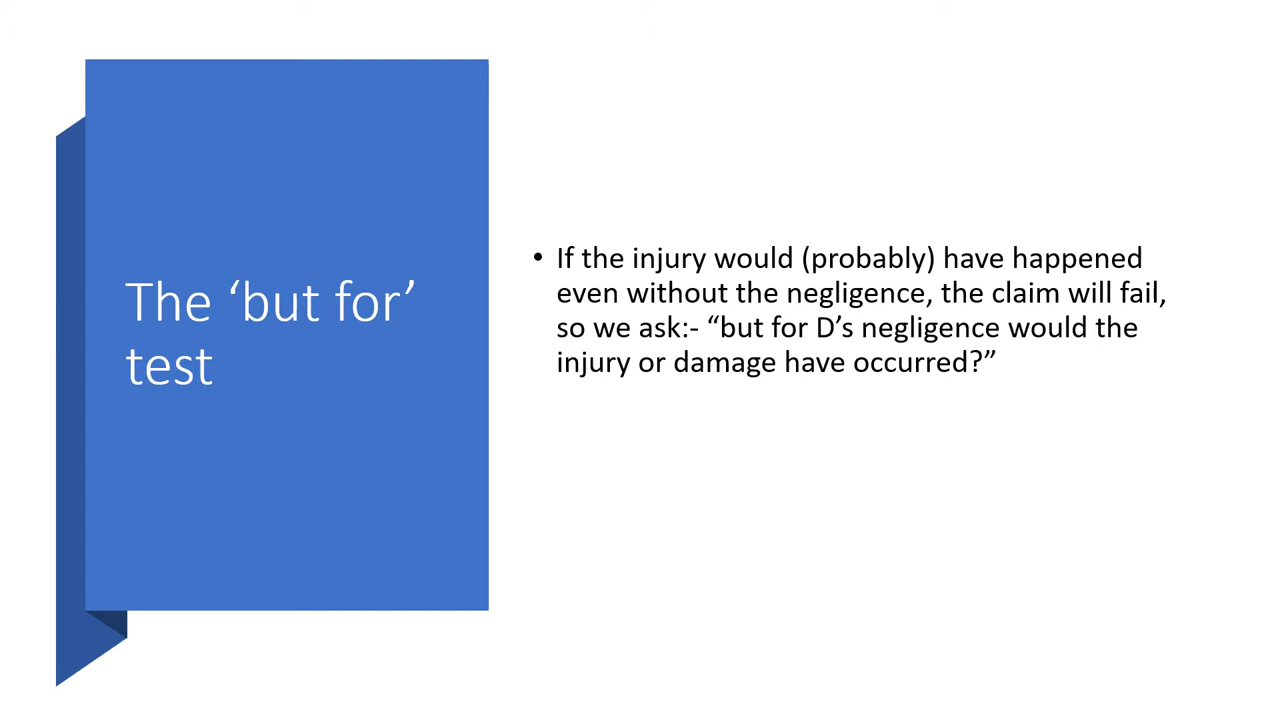 The ‘but for’
test
• If the injury would (probably) have happened
even without the negligence, the claim will fail,
so we ask:- “but for D’s negligence would the
injury or damage have occurred?”